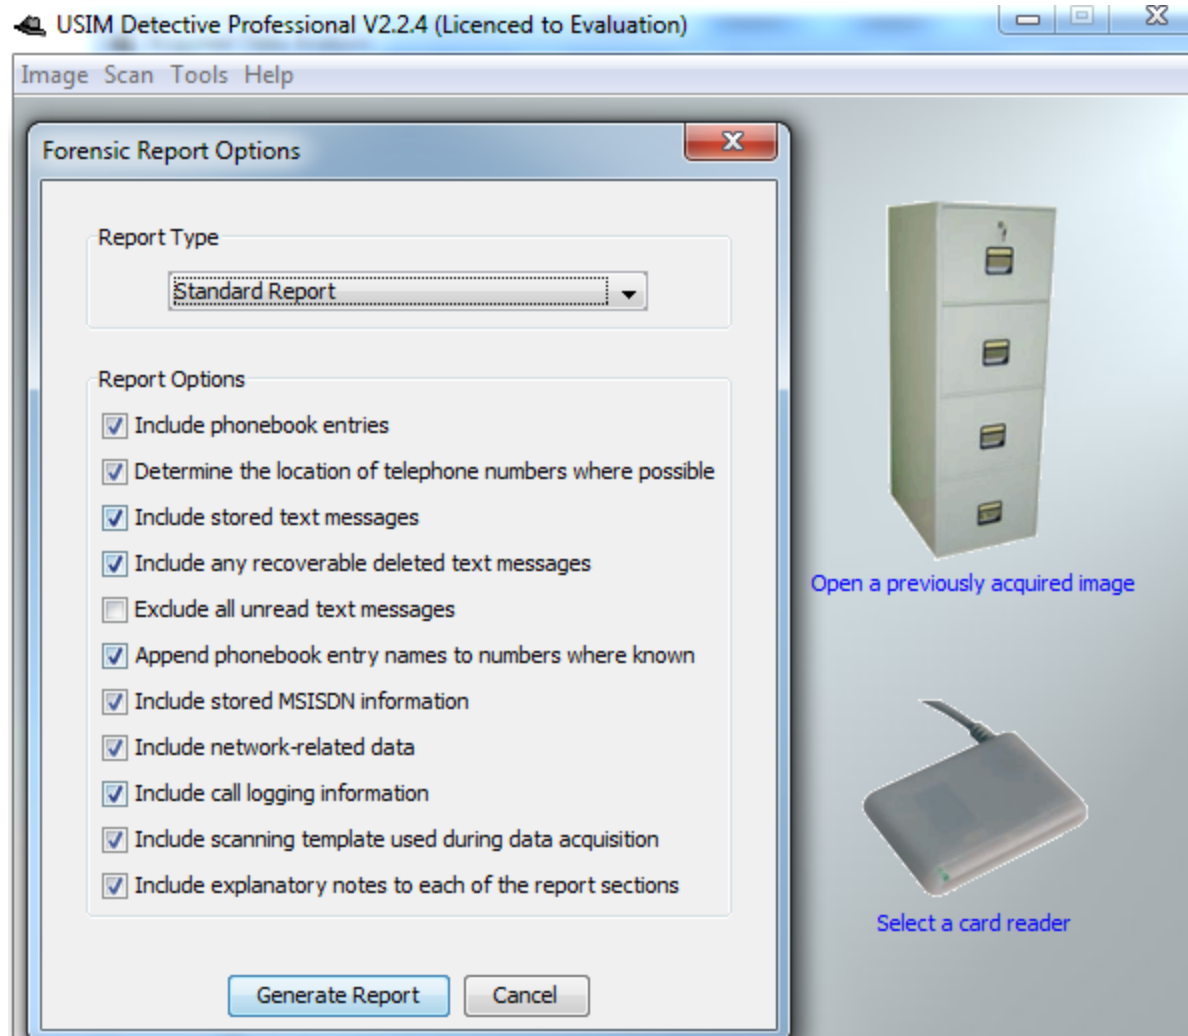 USIM Detective Professional V2.2.4 (Licenced to Evaluation)
Image Scan Tools Help
Forensic Report Options
Report Type
Standard Report
Report Options
Include phonebook entries
Determine the location of telephone numbers where possible
Include stored text messages
Include any recoverable deleted text messages
Exclude all unread text messages
Append phonebook entry names to numbers where known
Include stored MSISDN information
Include network-related data
Include call logging information
Include scanning template used during data acquisition
Include explanatory notes to each of the report sections
Generate Report
Cancel
Open a previously acquired image
Select a card reader